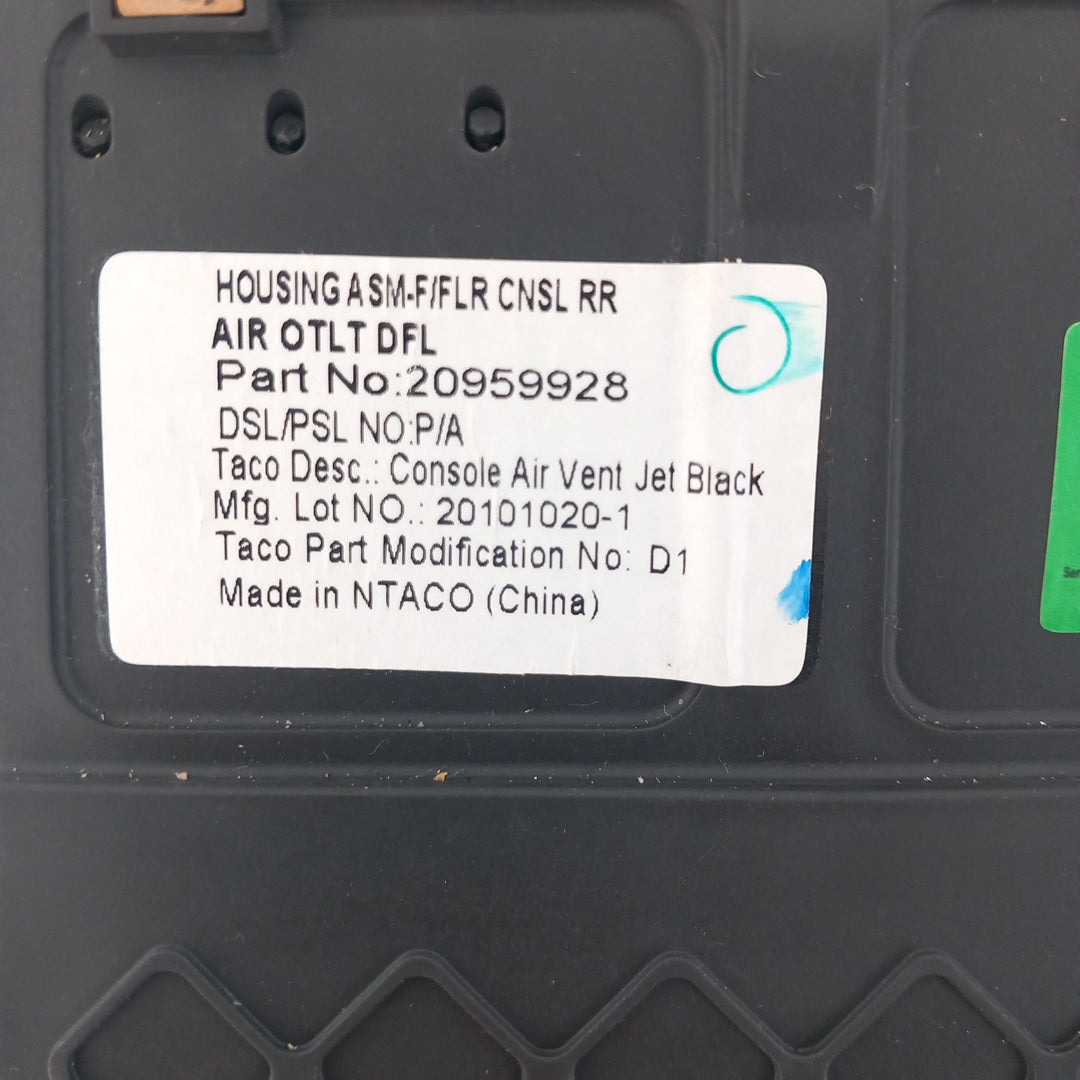 HOUSING ASM-F/FLR CNSL RR
AIR OTLT DFL
Part No:20959928
DSL/PSL NO:P/A
Taco Desc.: Console Air Vent Jet Black
Mfg. Lot NO.: 20101020-1
Taco Part Modification No: D1
Made in NTACO (China)